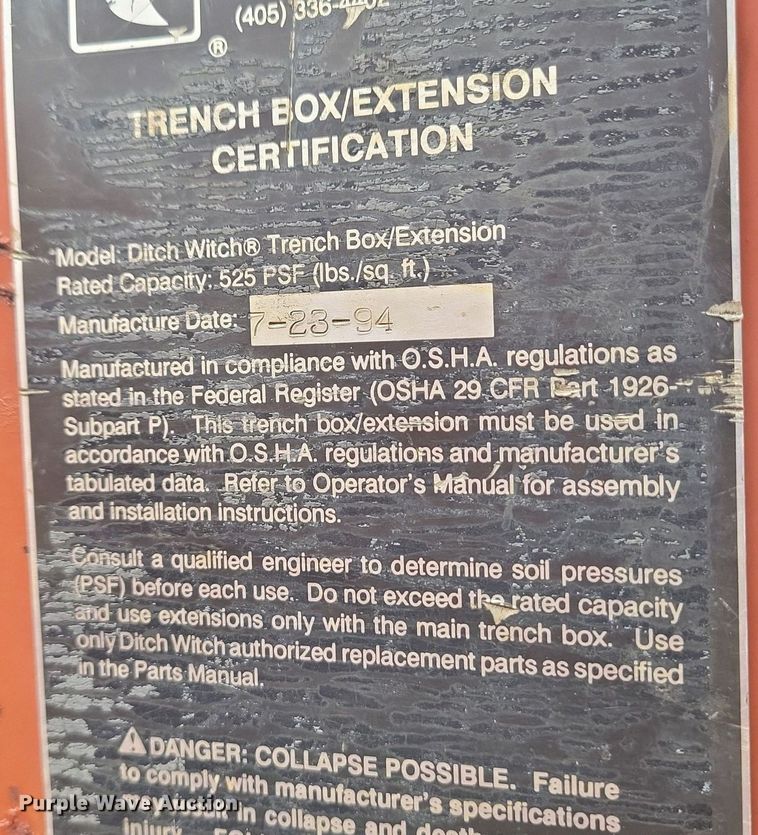 (405) 336-4402
®
TRENCH BOX/EXTENSION
CERTIFICATION
Model: Ditch Witch® Trench Box/Extension
Rated Capacity: 525 PSF (lbs./sq. ft.)
Manufacture Date: 7-23-94
Manufactured in compliance with O.S.H.A. regulations as
stated in the Federal Register (OSHA 29 CFR Part 1926-
Subpart P). This trench box/extension must be used in
accordance with O.S.H.A. regulations and manufacturer's
tabulated data. Refer to Operator's Manual for assembly
and installation instructions.
Consult a qualified engineer to determine soil pressures
(PSF) before each use. Do not exceed the rated capacity
and use extensions only with the main trench box. Use
only Ditch Witch authorized replacement parts as specified
in the Parts Manual.
DANGER: COLLAPSE POSSIBLE. Failure
to comply with manufacturer's specifications
may result in collapse and death
Purple Wave Auction
injury.